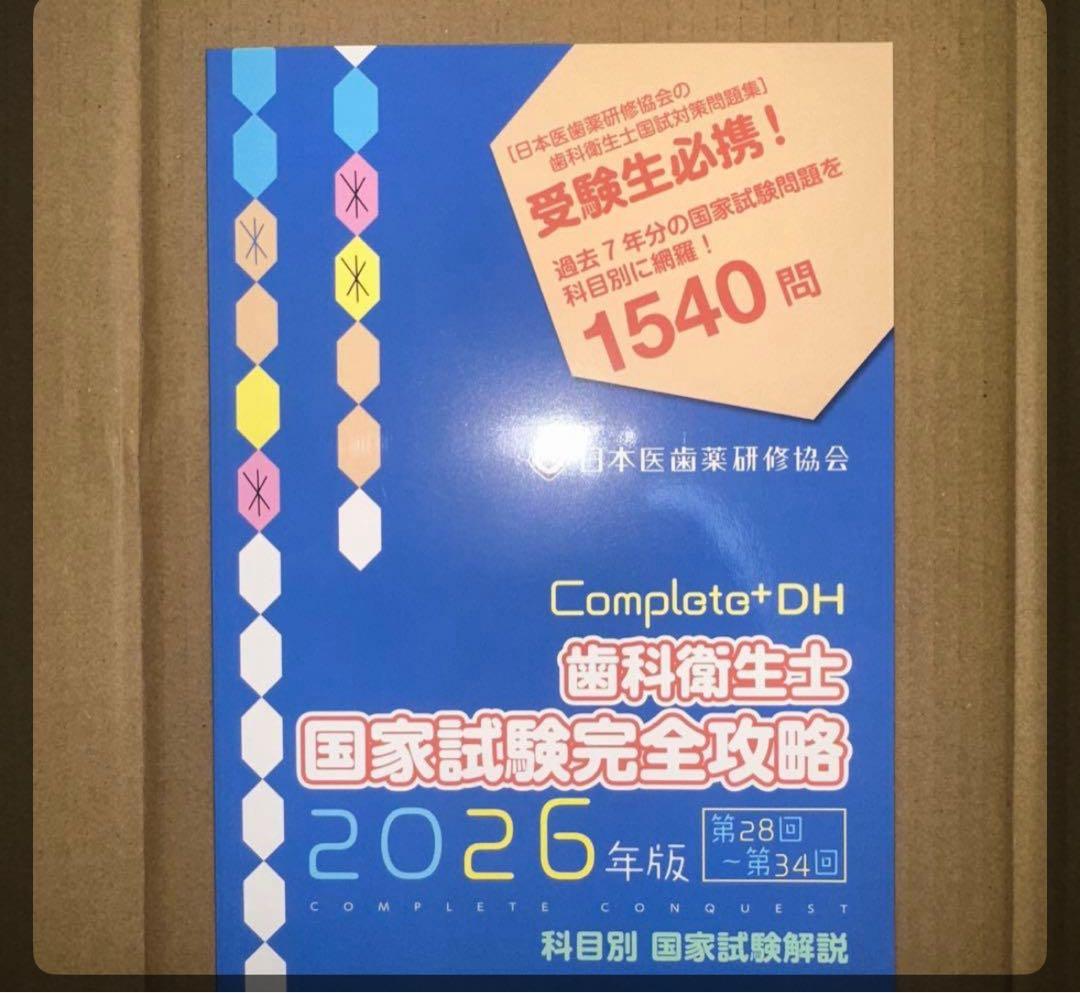 [日本医歯薬研修協会の
歯科衛生士国試対策問題集]
受験生必携!
過去7年分の国家試験問題を
科目別に網羅!
1540問
日本医歯薬研修協会
Complete+DH
歯科衛生士
国家試験完全攻略
2026年版
第28回
~第34回
COMPLETE CONQUEST
科目別 国家試験解説